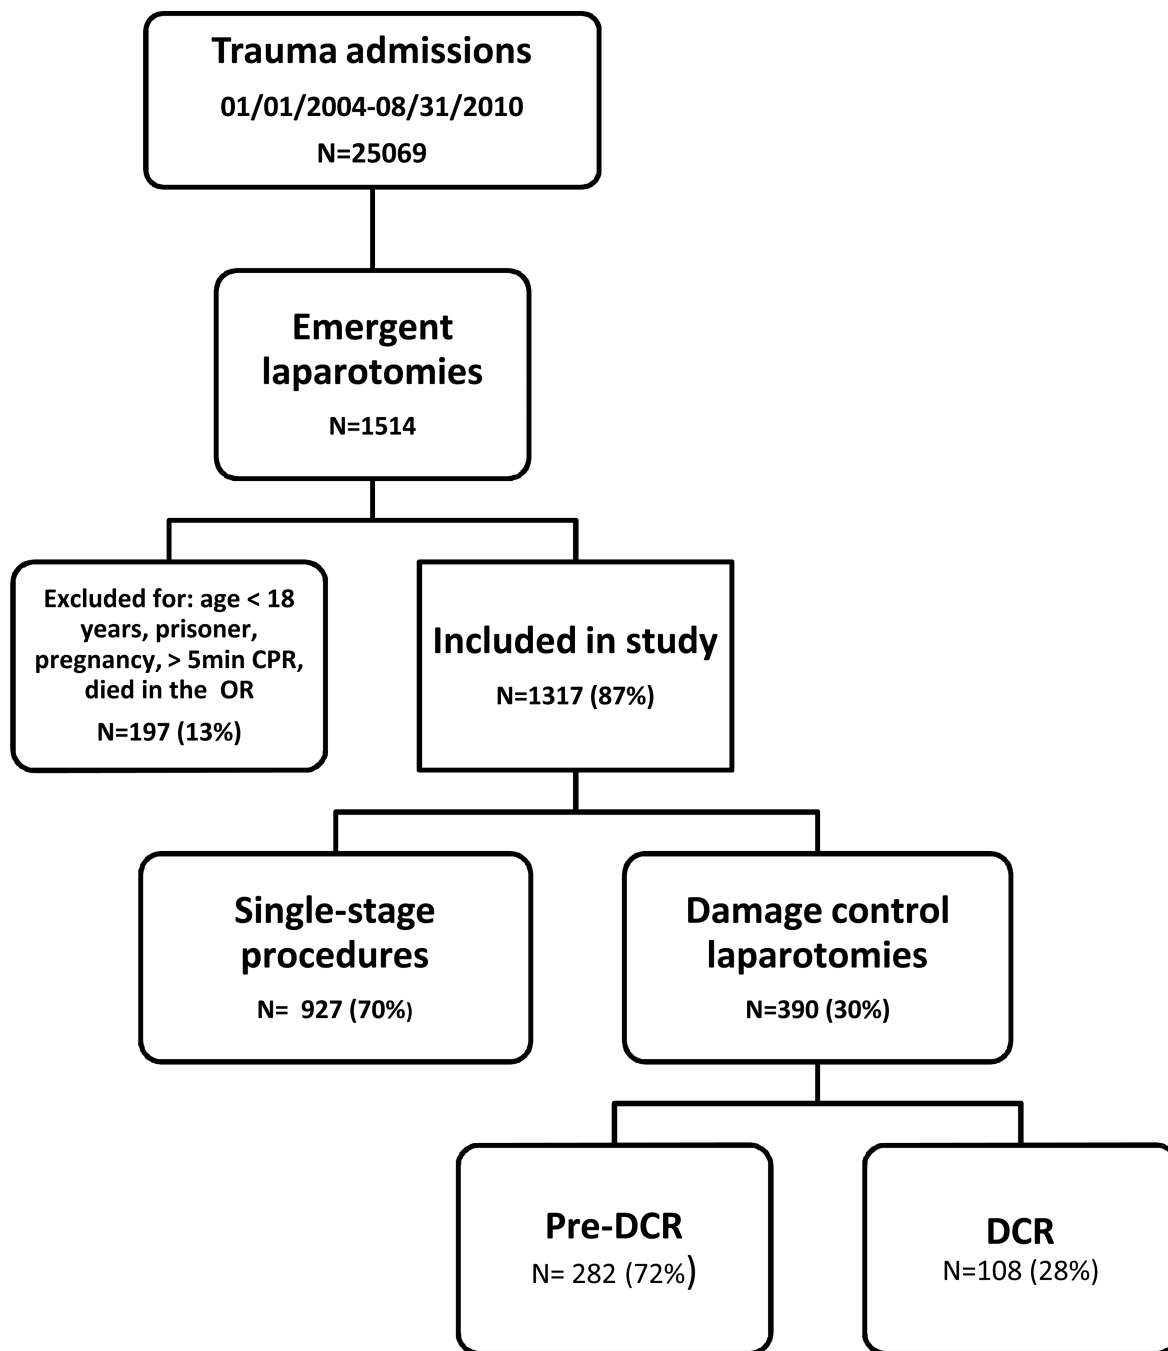 Trauma admissions
01/01/2004-08/31/2010
N=25069
Emergent
laparotomies
N=1514
Excluded for: age < 18
years, prisoner,
pregnancy, > 5min CPR,
died in the OR
N=197 (13%)
Included in study
N=1317 (87%)
Single-stage
procedures
N= 927 (70%)
Damage control
laparotomies
N=390 (30%)
Pre-DCR
N= 282 (72%)
DCR
N=108 (28%)